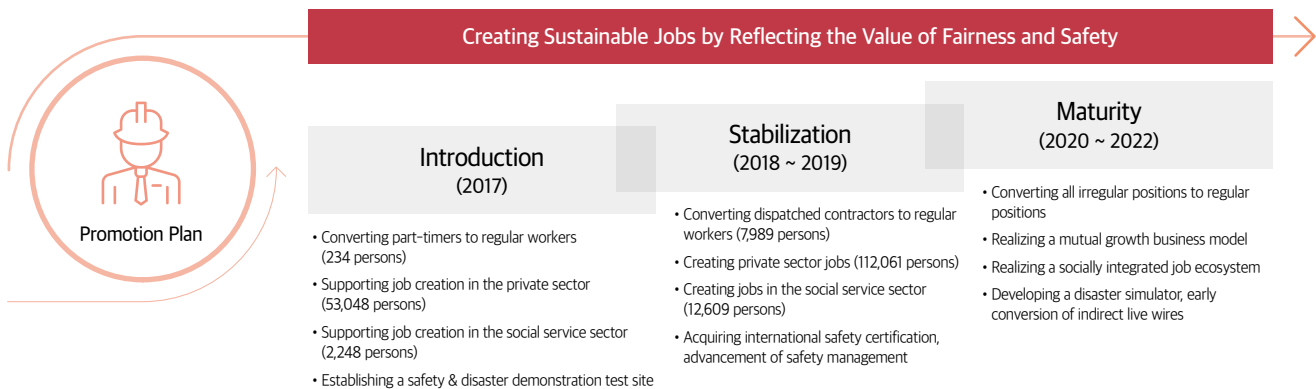 Creating Sustainable Jobs by Reflecting the Value of Fairness and Safety
Promotion Plan
Introduction
(2017)
• Converting part-timers to regular workers
(234 persons)
• Supporting job creation in the private sector
(53,048 persons)
• Supporting job creation in the social service sector
(2,248 persons)
• Establishing a safety & disaster demonstration test site
Stabilization
(2018 ~ 2019)
• Converting dispatched contractors to regular
workers (7,989 persons)
• Creating private sector jobs (112,061 persons)
• Creating jobs in the social service sector
(12,609 persons)
• Acquiring international safety certification,
advancement of safety management
Maturity
(2020 ~ 2022)
• Converting all irregular positions to regular
positions
• Realizing a mutual growth business model
• Realizing a socially integrated job ecosystem
• Developing a disaster simulator, early
conversion of indirect live wires